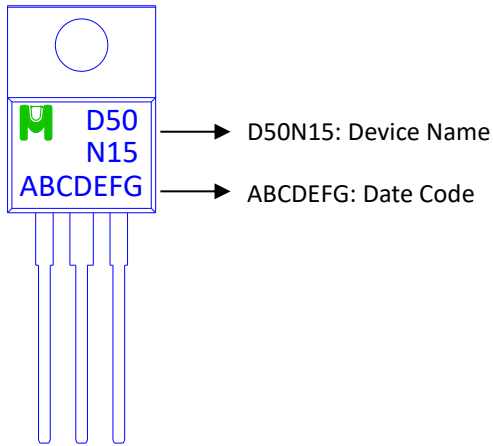 D50
N15
ABCDEFG
D50N15: Device Name
ABCDEFG: Date Code